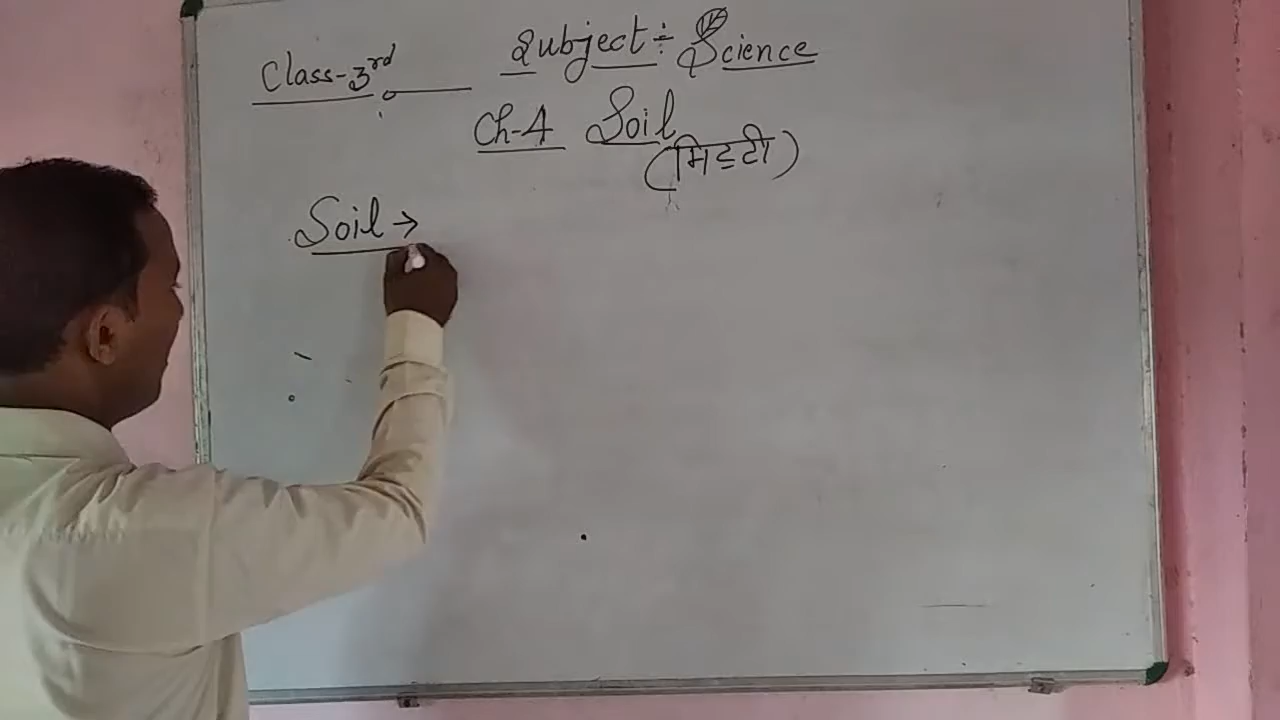 Class-3rd
Subject÷ Science
Ch-4 Soil
(मिट्टी)
Soil →